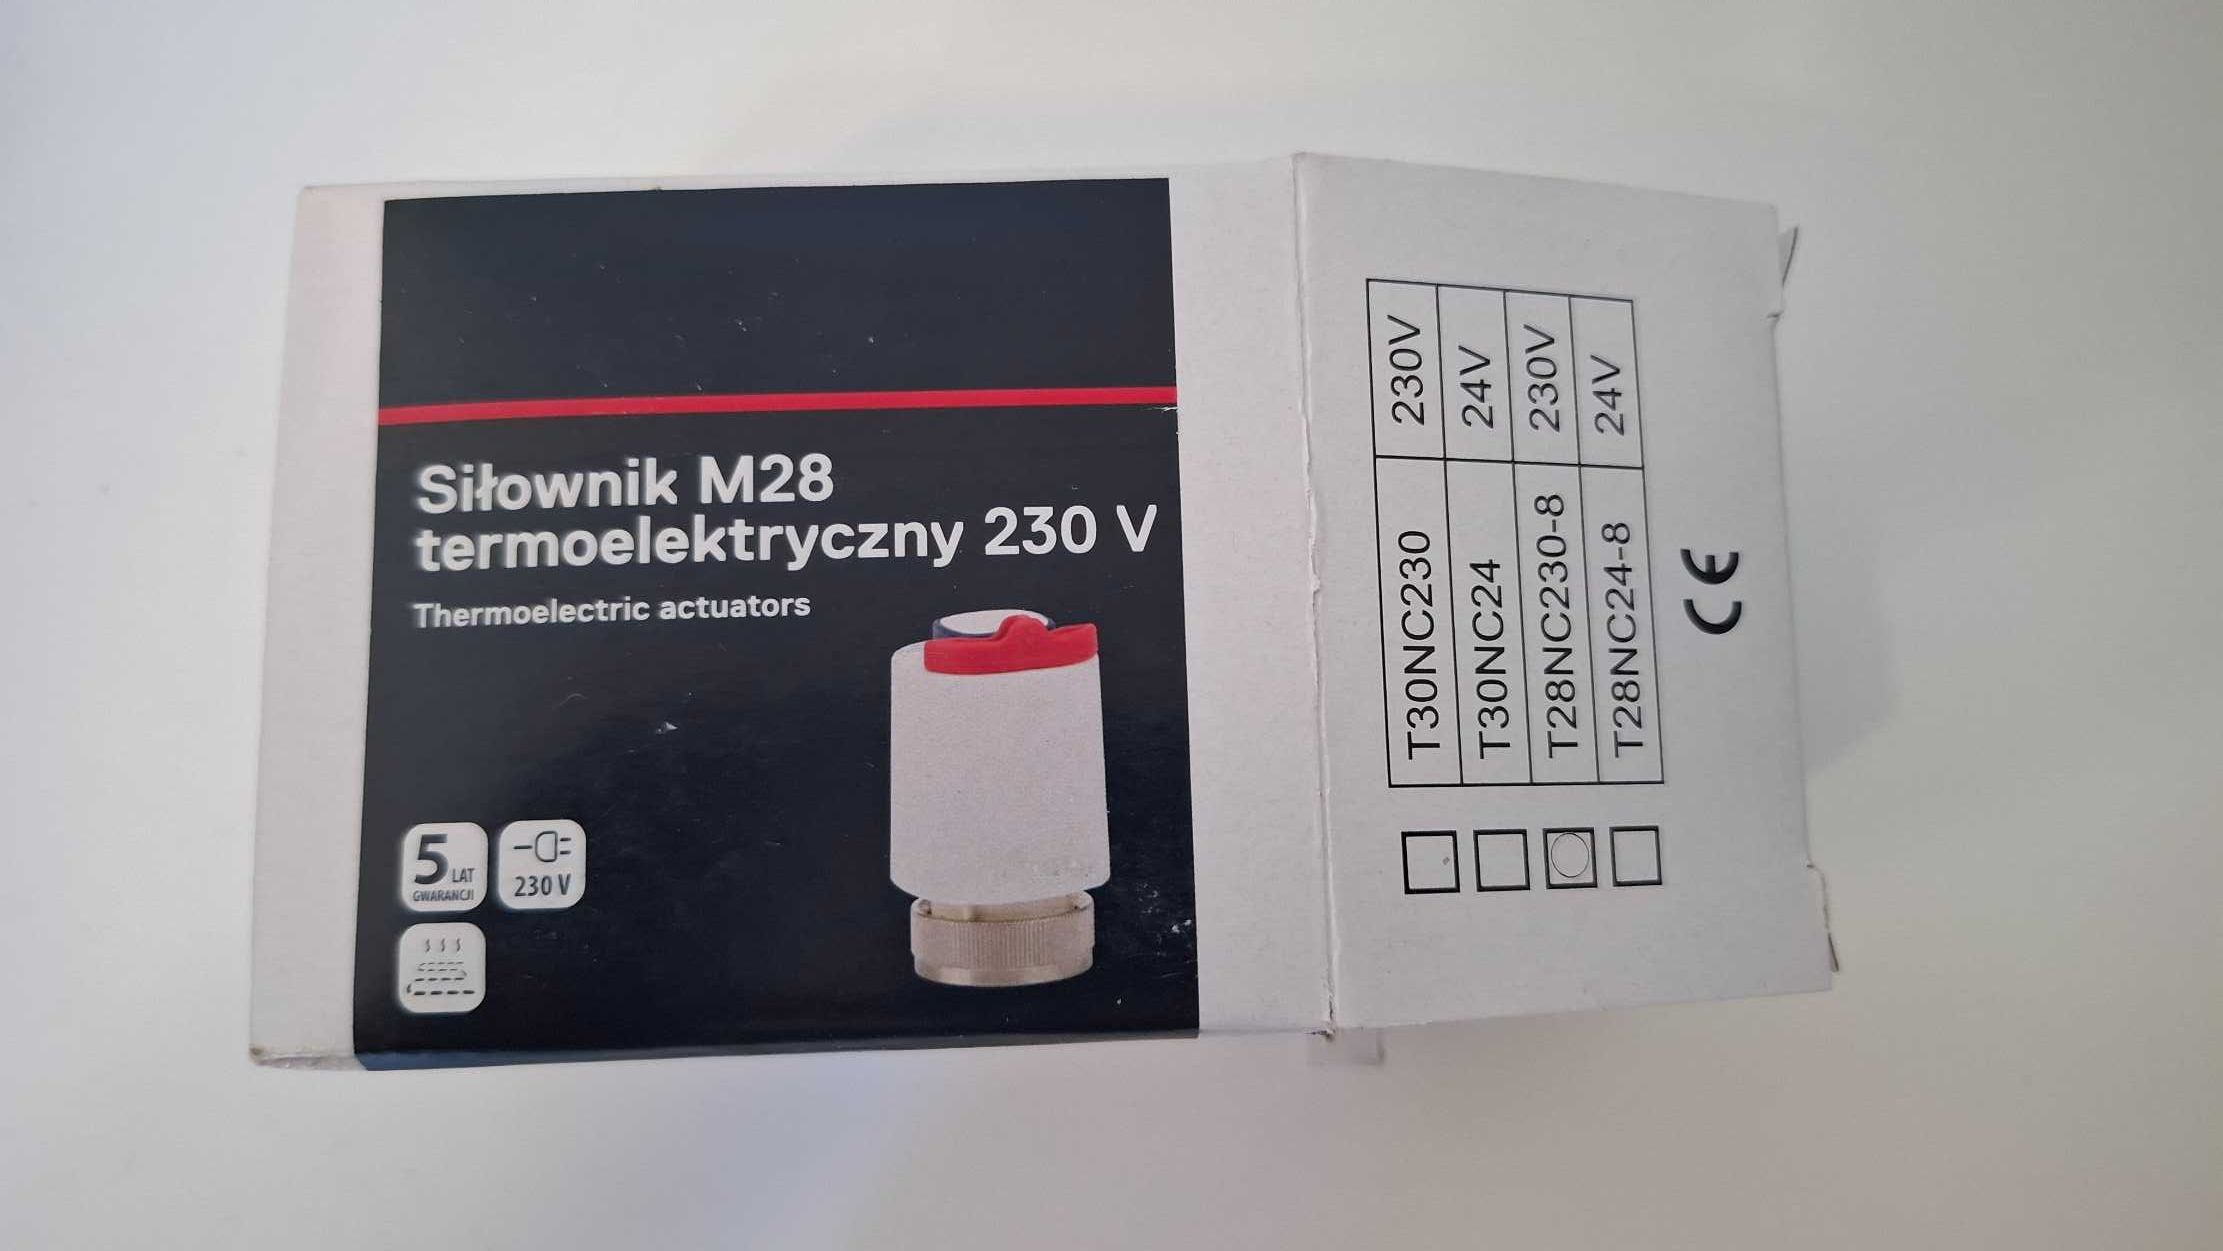 Siłownik M28
termoelektryczny 230 V
Thermoelectric actuators
5 LAT
GWARANCJI
230 V
T30NC230 230V
T30NC24 24V
T28NC230-8 230V
T28NC24-8 24V
CE